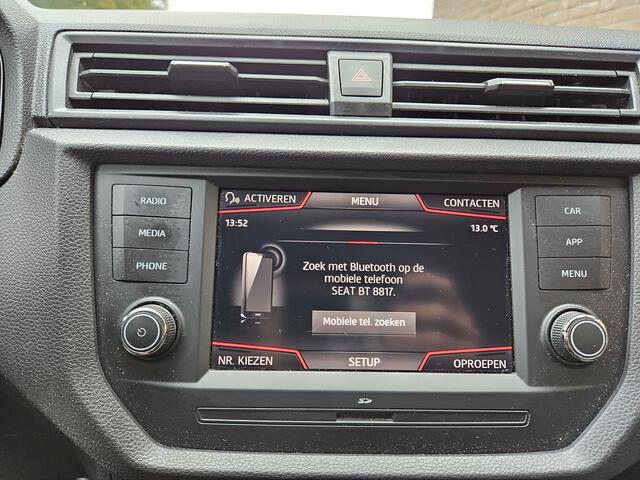 RADIO
MEDIA
PHONE
ACTIVEREN MENU CONTACTEN
13:52 13.0 °C
Zoek met Bluetooth op de
mobiele telefoon
SEAT BT 8817.
Mobiele tel. zoeken
NR. KIEZEN SETUP OPROEPEN
CAR
APP
MENU
SD